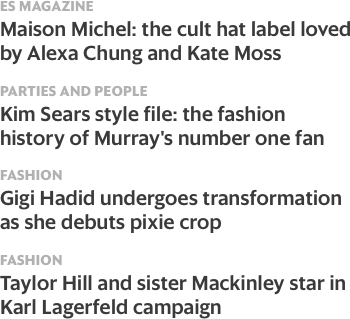 ES MAGAZINE
Maison Michel: the cult hat label loved
by Alexa Chung and Kate Moss
PARTIES AND PEOPLE
Kim Sears style file: the fashion
history of Murray's number one fan
FASHION
Gigi Hadid undergoes transformation
as she debuts pixie crop
FASHION
Taylor Hill and sister Mackinley star in
Karl Lagerfeld campaign